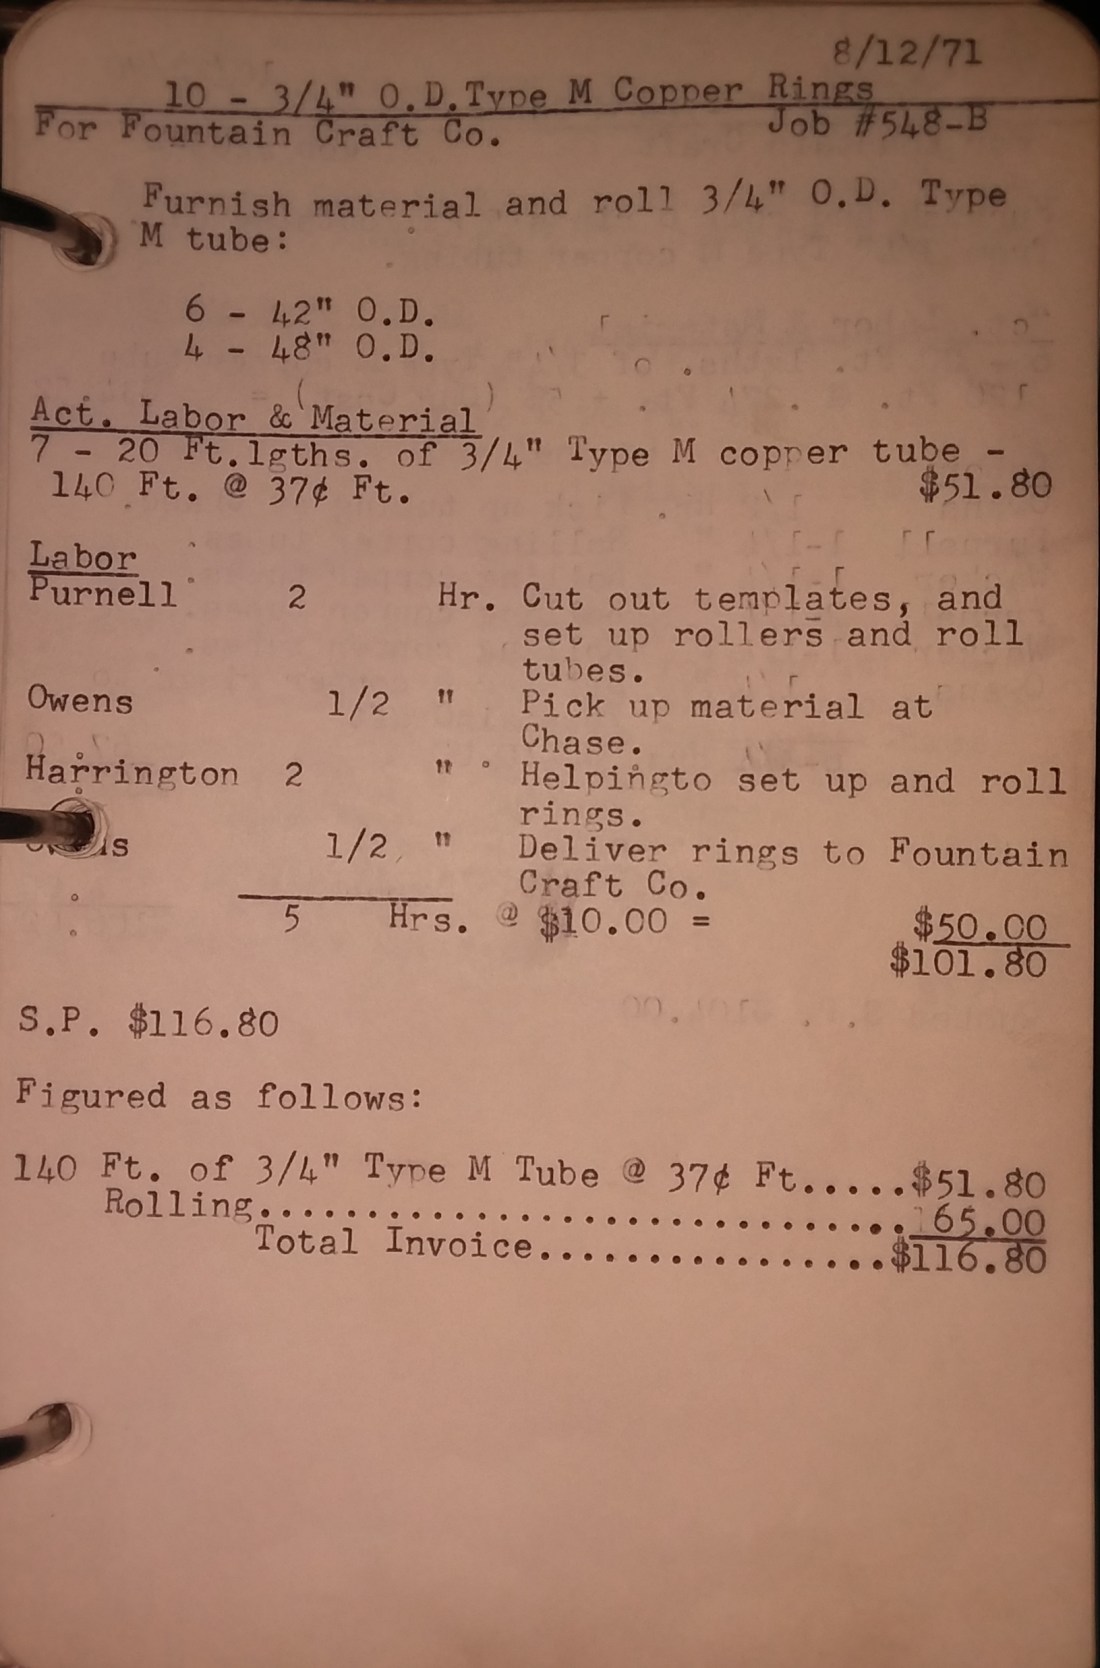 8/12/71
10 - 3/4" O.D.Type M Copper Rings
For Fountain Craft Co. Job #548-B
Furnish material and roll 3/4" O.D. Type
M tube:
6 - 42" O.D.
4 - 48" O.D.
Act. Labor & Material
7 - 20 Ft.lgths. of 3/4" Type M copper tube -
140 Ft. @ 37¢ Ft. $51.80
Labor
Purnell 2 Hr. Cut out templates, and
set up rollers and roll
tubes.
Owens 1/2 " Pick up material at
Chase.
Harrington 2 " Helpingto set up and roll
rings.
1/2 " Deliver rings to Fountain
Craft Co.
5 Hrs. @ $10.00 = $50.00
$101.80
S.P. $116.80
Figured as follows:
140 Ft. of 3/4" Type M Tube @ 37¢ Ft.....$51.80
Rolling.............................. 65.00
Total Invoice................$116.80